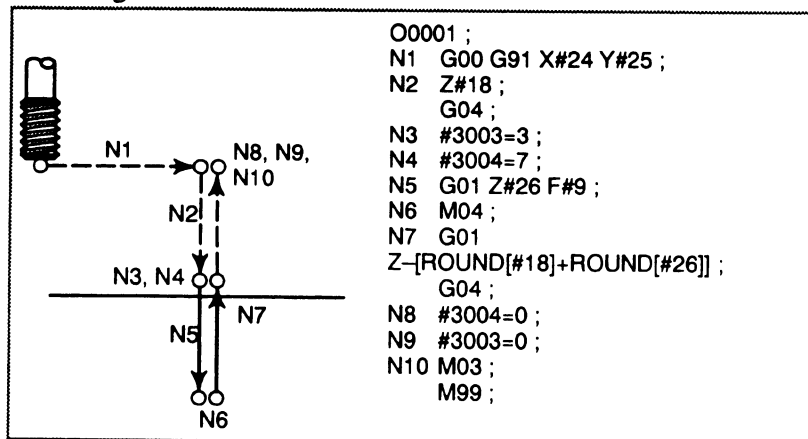 O0001 ;
N1 G00 G91 X#24 Y#25 ;
N2 Z#18 ;
G04 ;
N3 #3003=3 ;
N4 #3004=7 ;
N5 G01 Z#26 F#9 ;
N6 M04 ;
N7 G01
Z–[ROUND[#18]+ROUND[#26]] ;
G04 ;
N8 #3004=0 ;
N9 #3003=0 ;
N10 M03 ;
M99 ;
N1
N8, N9,
N10
N2
N3, N4
N7
N5
N6